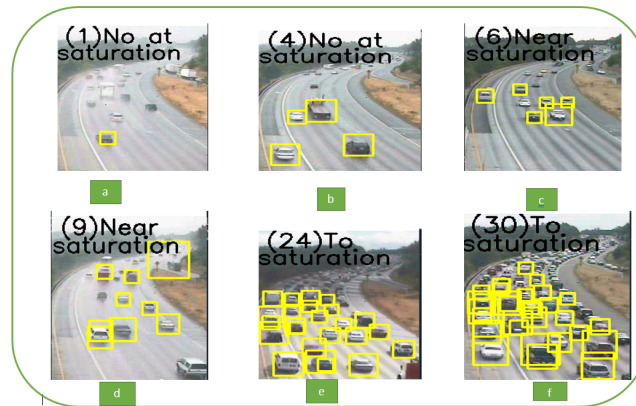 (1)No at
saturation
(4)No at
saturation
(6)Near
saturation
a
b
c
(9)Near
saturation
(24)To
saturation
(30)To
saturation
d
e
f